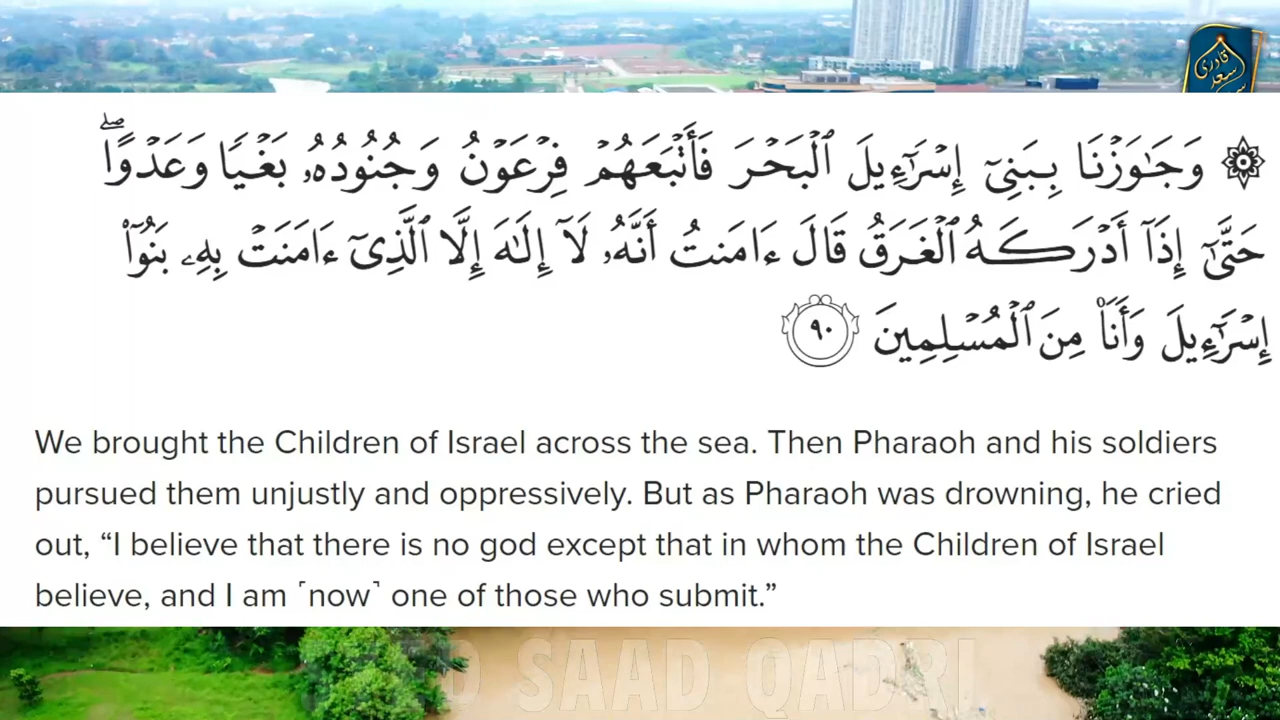 قادری
سعد
۞ وَجَـٰوَزْنَا بِبَنِىٓ إِسْرَٰٓءِيلَ ٱلْبَحْرَ فَأَتْبَعَهُمْ فِرْعَوْنُ وَجُنُودُهُۥ بَغْيًا وَعَدْوًا ۖ
حَتَّىٰٓ إِذَآ أَدْرَكَهُ ٱلْغَرَقُ قَالَ ءَامَنتُ أَنَّهُۥ لَآ إِلَـٰهَ إِلَّا ٱلَّذِىٓ ءَامَنَتْ بِهِۦ بَنُوٓا۟
إِسْرَٰٓءِيلَ وَأَنَا۠ مِنَ ٱلْمُسْلِمِينَ ٩٠
We brought the Children of Israel across the sea. Then Pharaoh and his soldiers
pursued them unjustly and oppressively. But as Pharaoh was drowning, he cried
out, “I believe that there is no god except that in whom the Children of Israel
believe, and I am ˹now˺ one of those who submit.”
SAAD QADRI